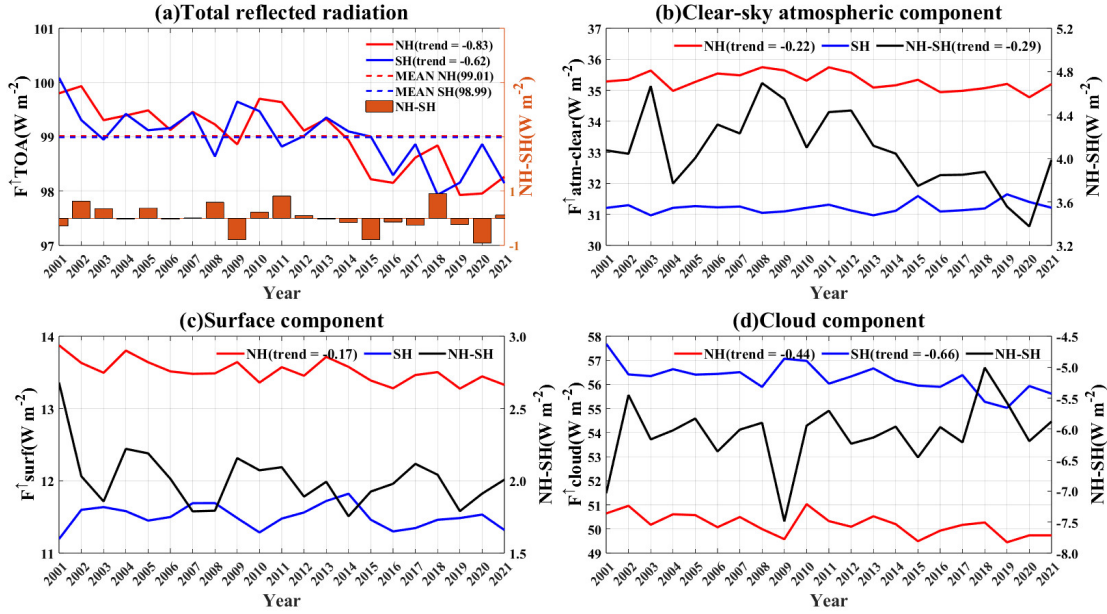 (a)Total reflected radiation
101
100
99
98
97
F↑TOA(W m⁻²)
NH(trend = -0.83)
SH(trend = -0.62)
MEAN NH(99.01)
MEAN SH(98.99)
NH-SH
1
-1
NH-SH(W m⁻²)
2001 2002 2003 2004 2005 2006 2007 2008 2009 2010 2011 2012 2013 2014 2015 2016 2017 2018 2019 2020 2021
Year
(b)Clear-sky atmospheric component
37
36
35
34
33
32
31
30
F↑atm-clear(W m⁻²)
NH(trend = -0.22) SH NH-SH(trend = -0.29)
5.2
4.8
4.4
4.0
3.6
3.2
NH-SH(W m⁻²)
2001 2002 2003 2004 2005 2006 2007 2008 2009 2010 2011 2012 2013 2014 2015 2016 2017 2018 2019 2020 2021
Year
(c)Surface component
14
13
12
11
F↑surf(W m⁻²)
NH(trend = -0.17) SH NH-SH
3.0
2.5
2.0
1.5
NH-SH(W m⁻²)
2001 2002 2003 2004 2005 2006 2007 2008 2009 2010 2011 2012 2013 2014 2015 2016 2017 2018 2019 2020 2021
Year
(d)Cloud component
58
57
56
55
54
53
52
51
50
49
F↑cloud(W m⁻²)
NH(trend = -0.44) SH(trend = -0.66) NH-SH
-4.5
-5.0
-5.5
-6.0
-6.5
-7.0
-7.5
-8.0
NH-SH(W m⁻²)
2001 2002 2003 2004 2005 2006 2007 2008 2009 2010 2011 2012 2013 2014 2015 2016 2017 2018 2019 2020 2021
Year